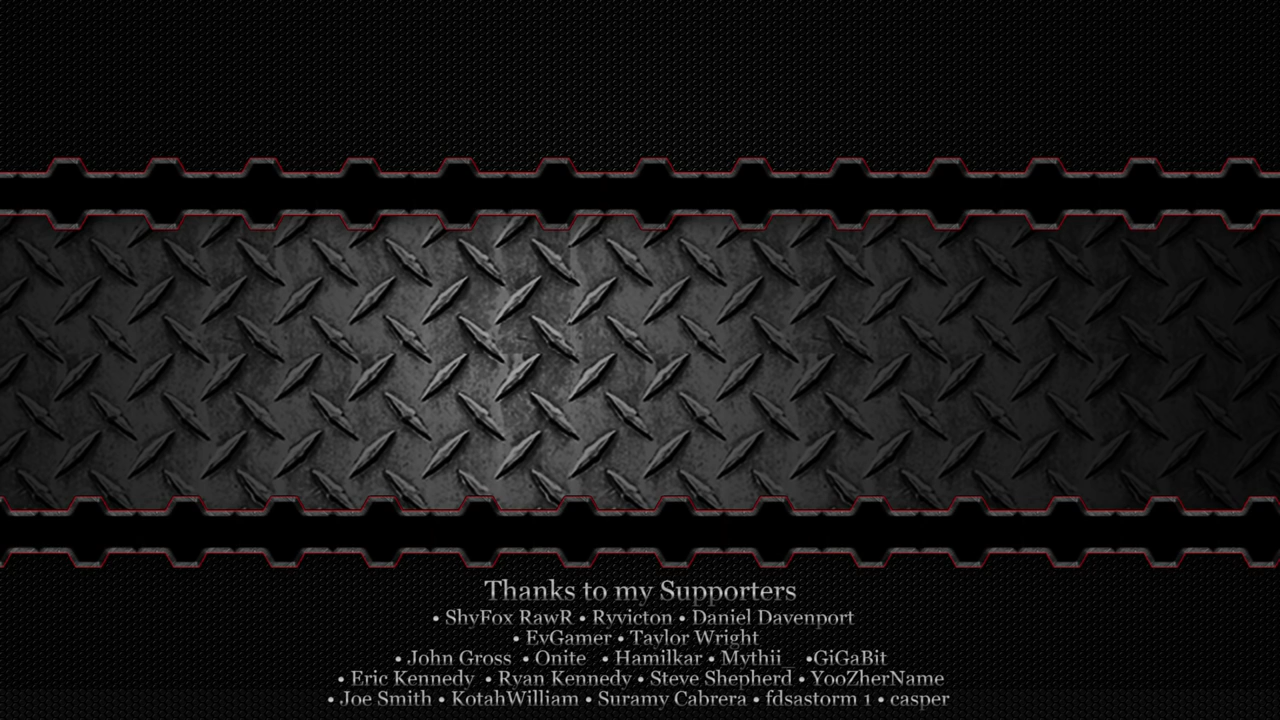 Thanks to my Supporters
• ShyFox RawR • Ryvicton • Daniel Davenport
• EvGamer • Taylor Wright
• John Gross • Onite • Hamilkar • Mythii_ •GiGaBit
• Eric Kennedy • Ryan Kennedy • Steve Shepherd • YooZherName
• Joe Smith • KotahWilliam • Suramy Cabrera • fdsastorm 1 • casper